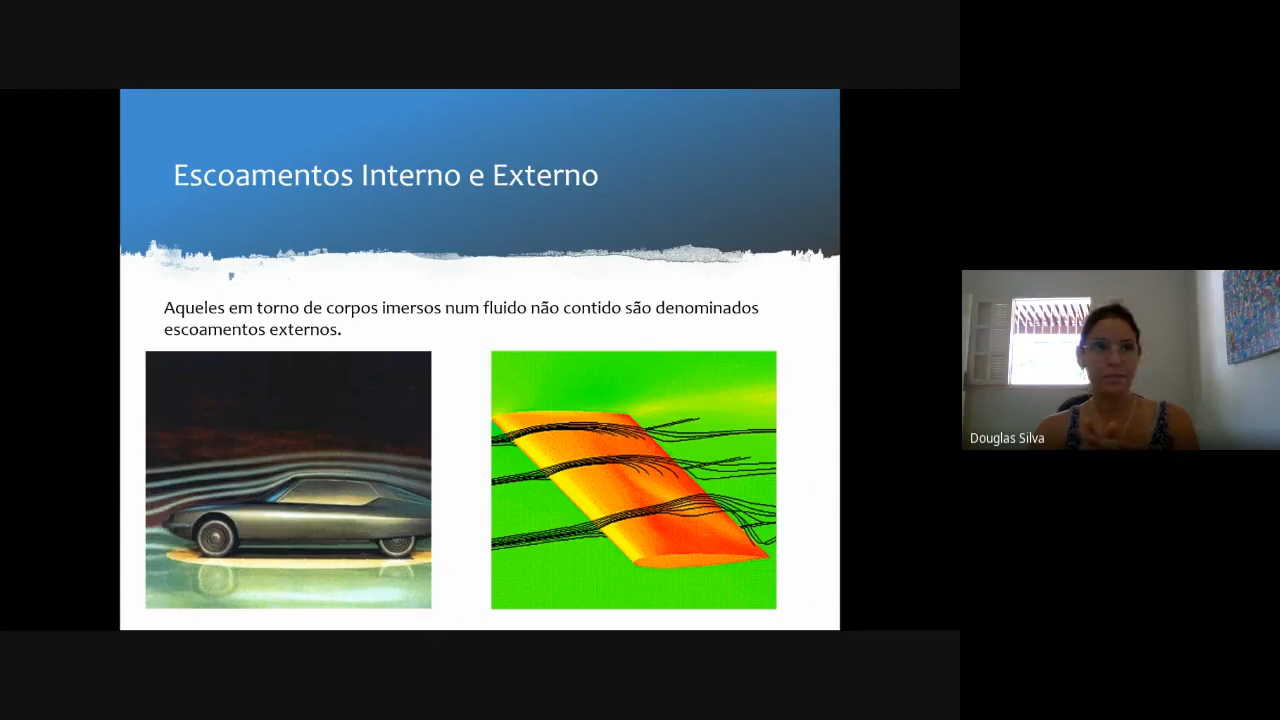 Escoamentos Interno e Externo
Aqueles em torno de corpos imersos num fluido não contido são denominados
escoamentos externos.
Douglas Silva